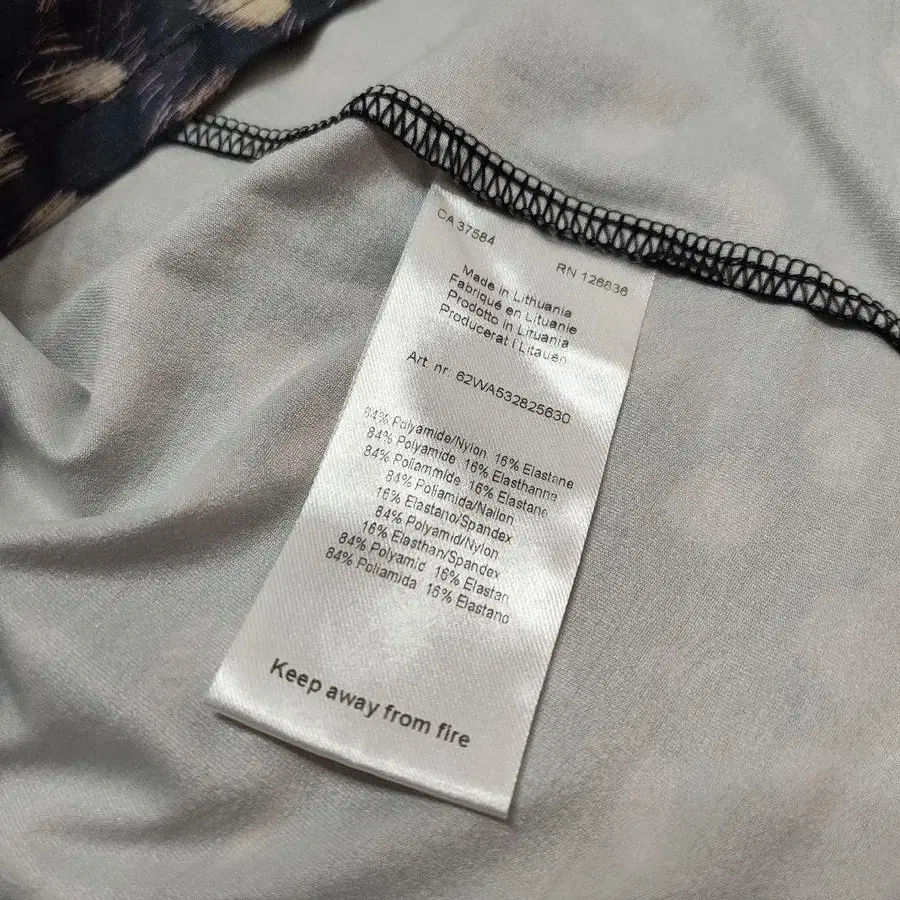 CA 37584
RN 126836
Made in Lithuania
Fabriqué en Lituanie
Prodotto in Lituania
Producerat i Litauen
Art. nr. 62WA532825630
84% Polyamide/Nylon 16% Elastane
84% Polyamide 16% Elasthanne
84% Poliammide 16% Elastane
84% Poliamida/Nailon
16% Elastano/Spandex
84% Polyamid/Nylon
16% Elasthan/Spandex
84% Polyamid 16% Elastan
84% Poliamida 16% Elastano
Keep away from fire